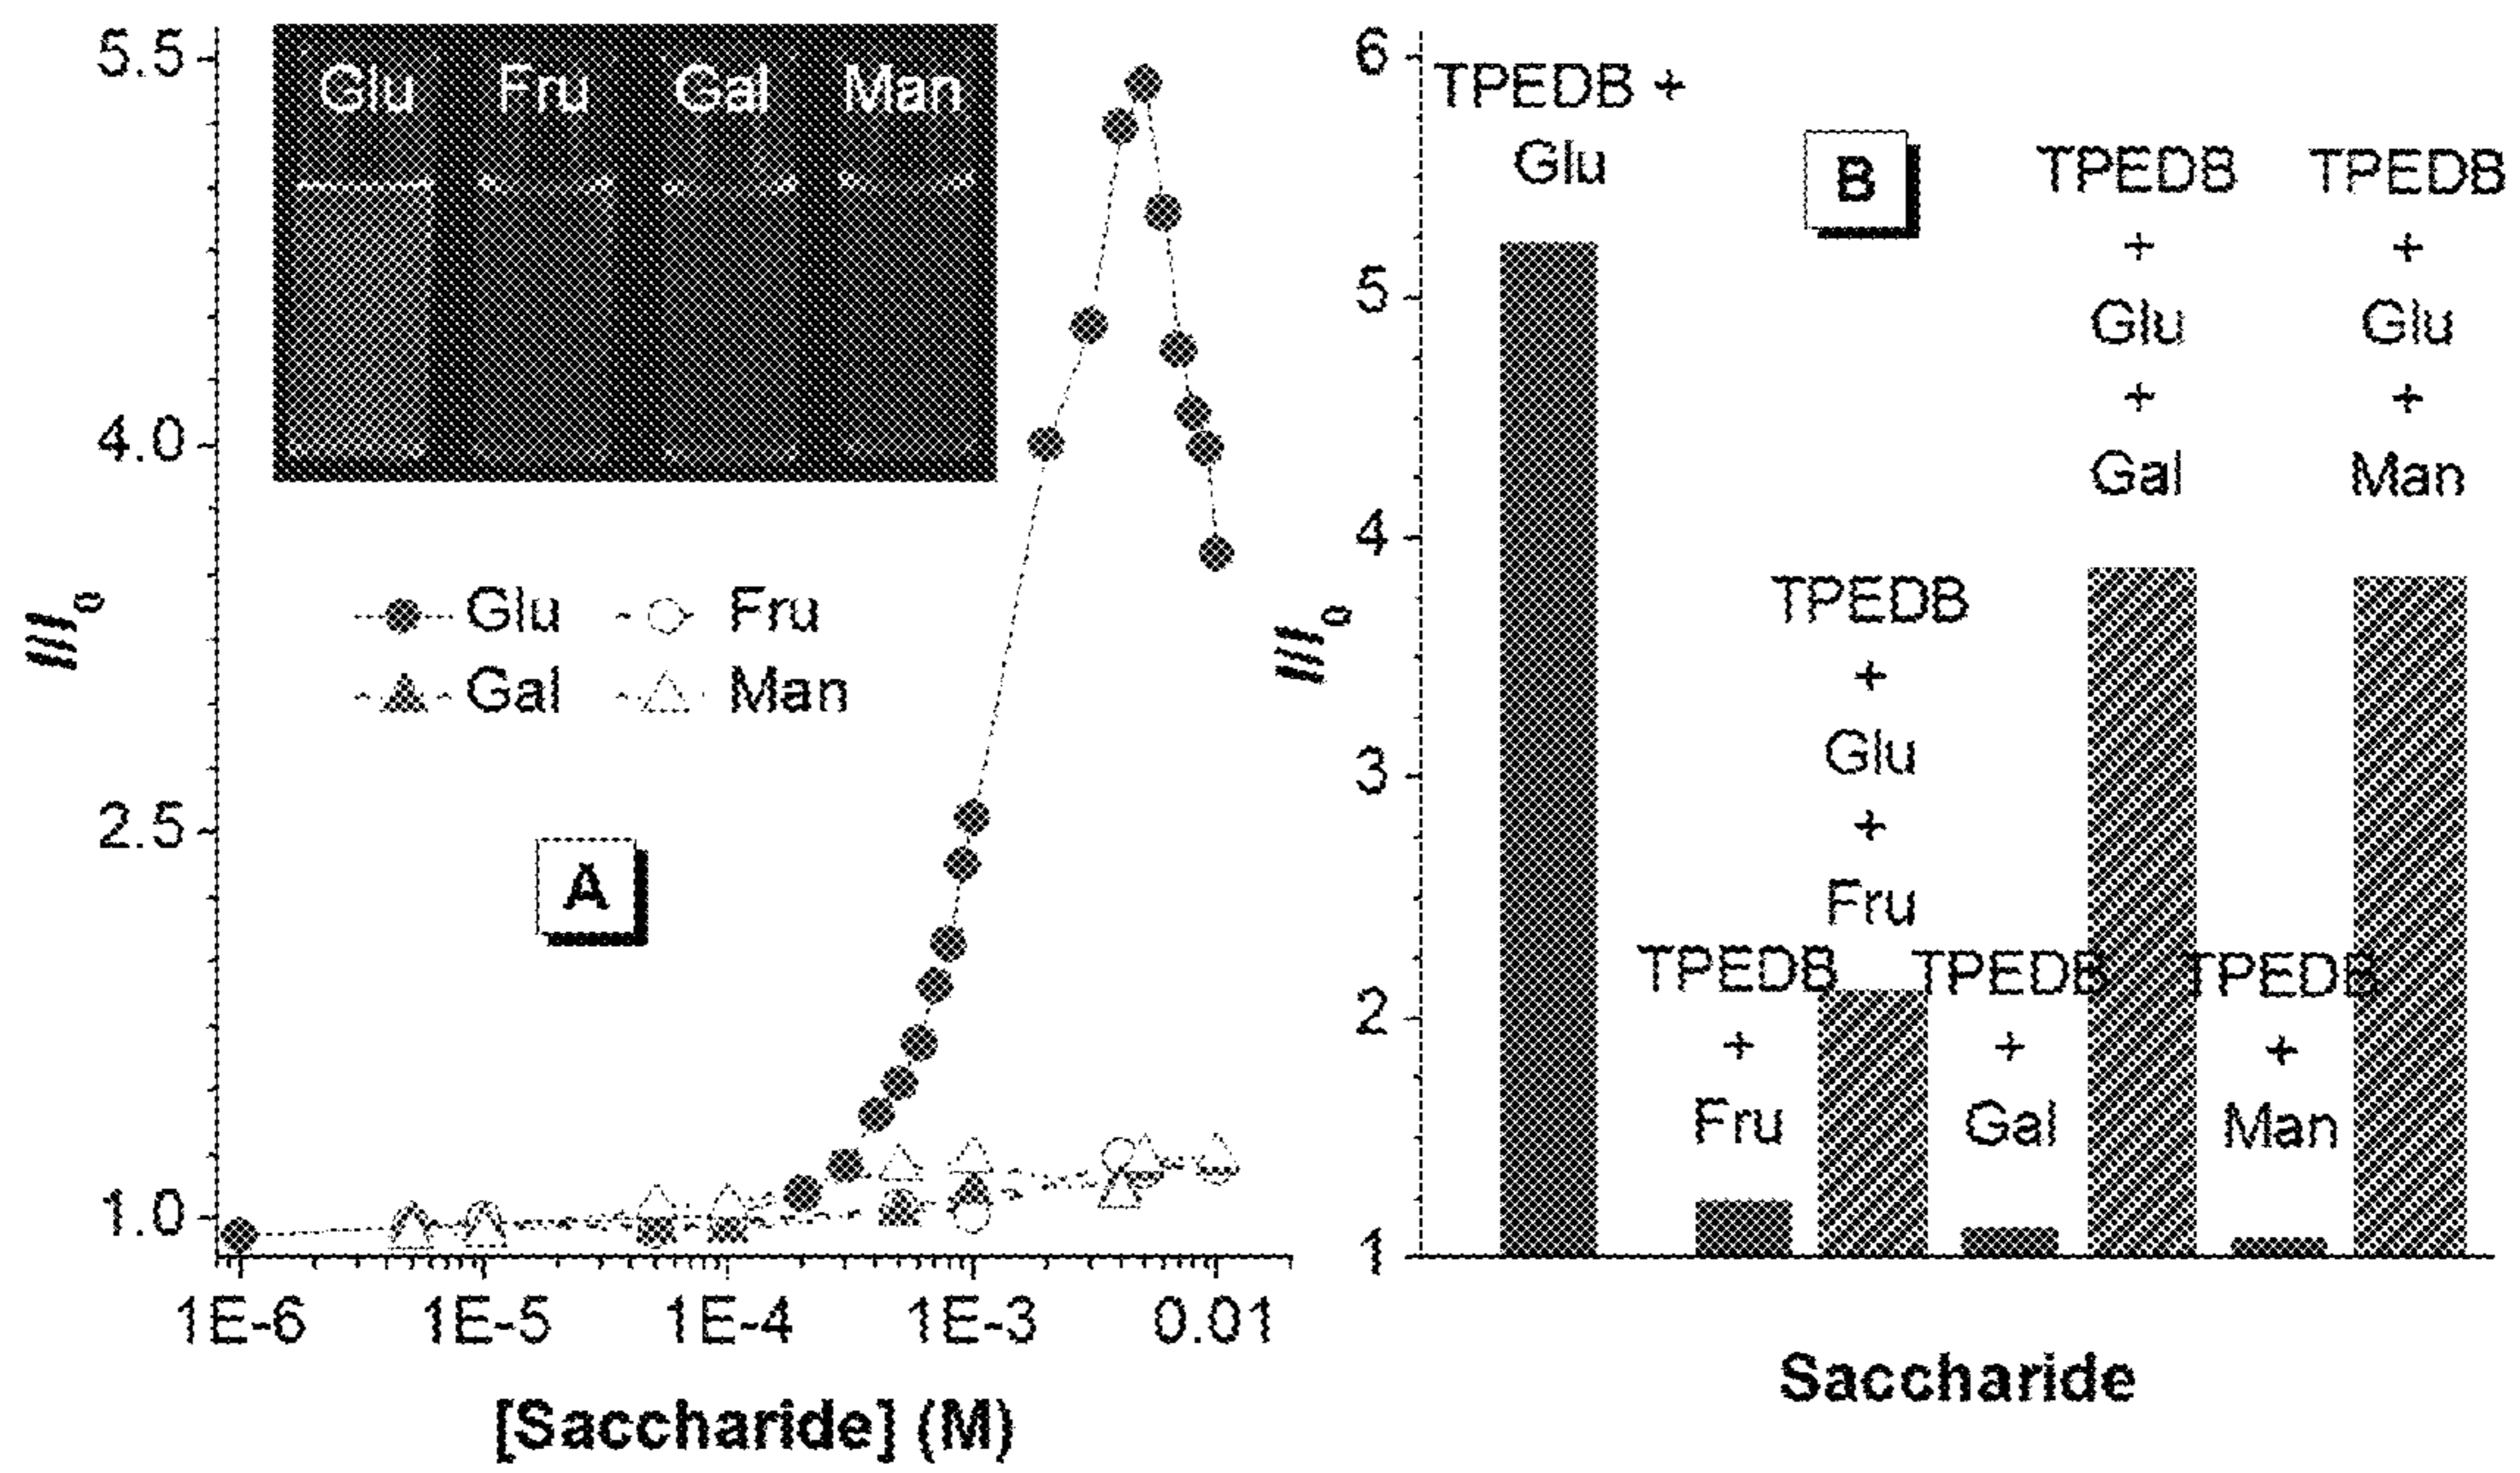 5.5
4.0
2.5
1.0
I/I₀
Glu Fru Gal Man
Glu Fru
Gal Man
A
1E-6 1E-5 1E-4 1E-3 0.01
[Saccharide] (M)
6
5
4
3
2
1
I/I₀
B
TPEDB +
Glu
TPEDB
+
Fru
TPEDB
+
Glu
+
Fru
TPEDB
+
Gal
TPEDB
+
Glu
+
Gal
TPEDB
+
Man
TPEDB
+
Glu
+
Man
Saccharide